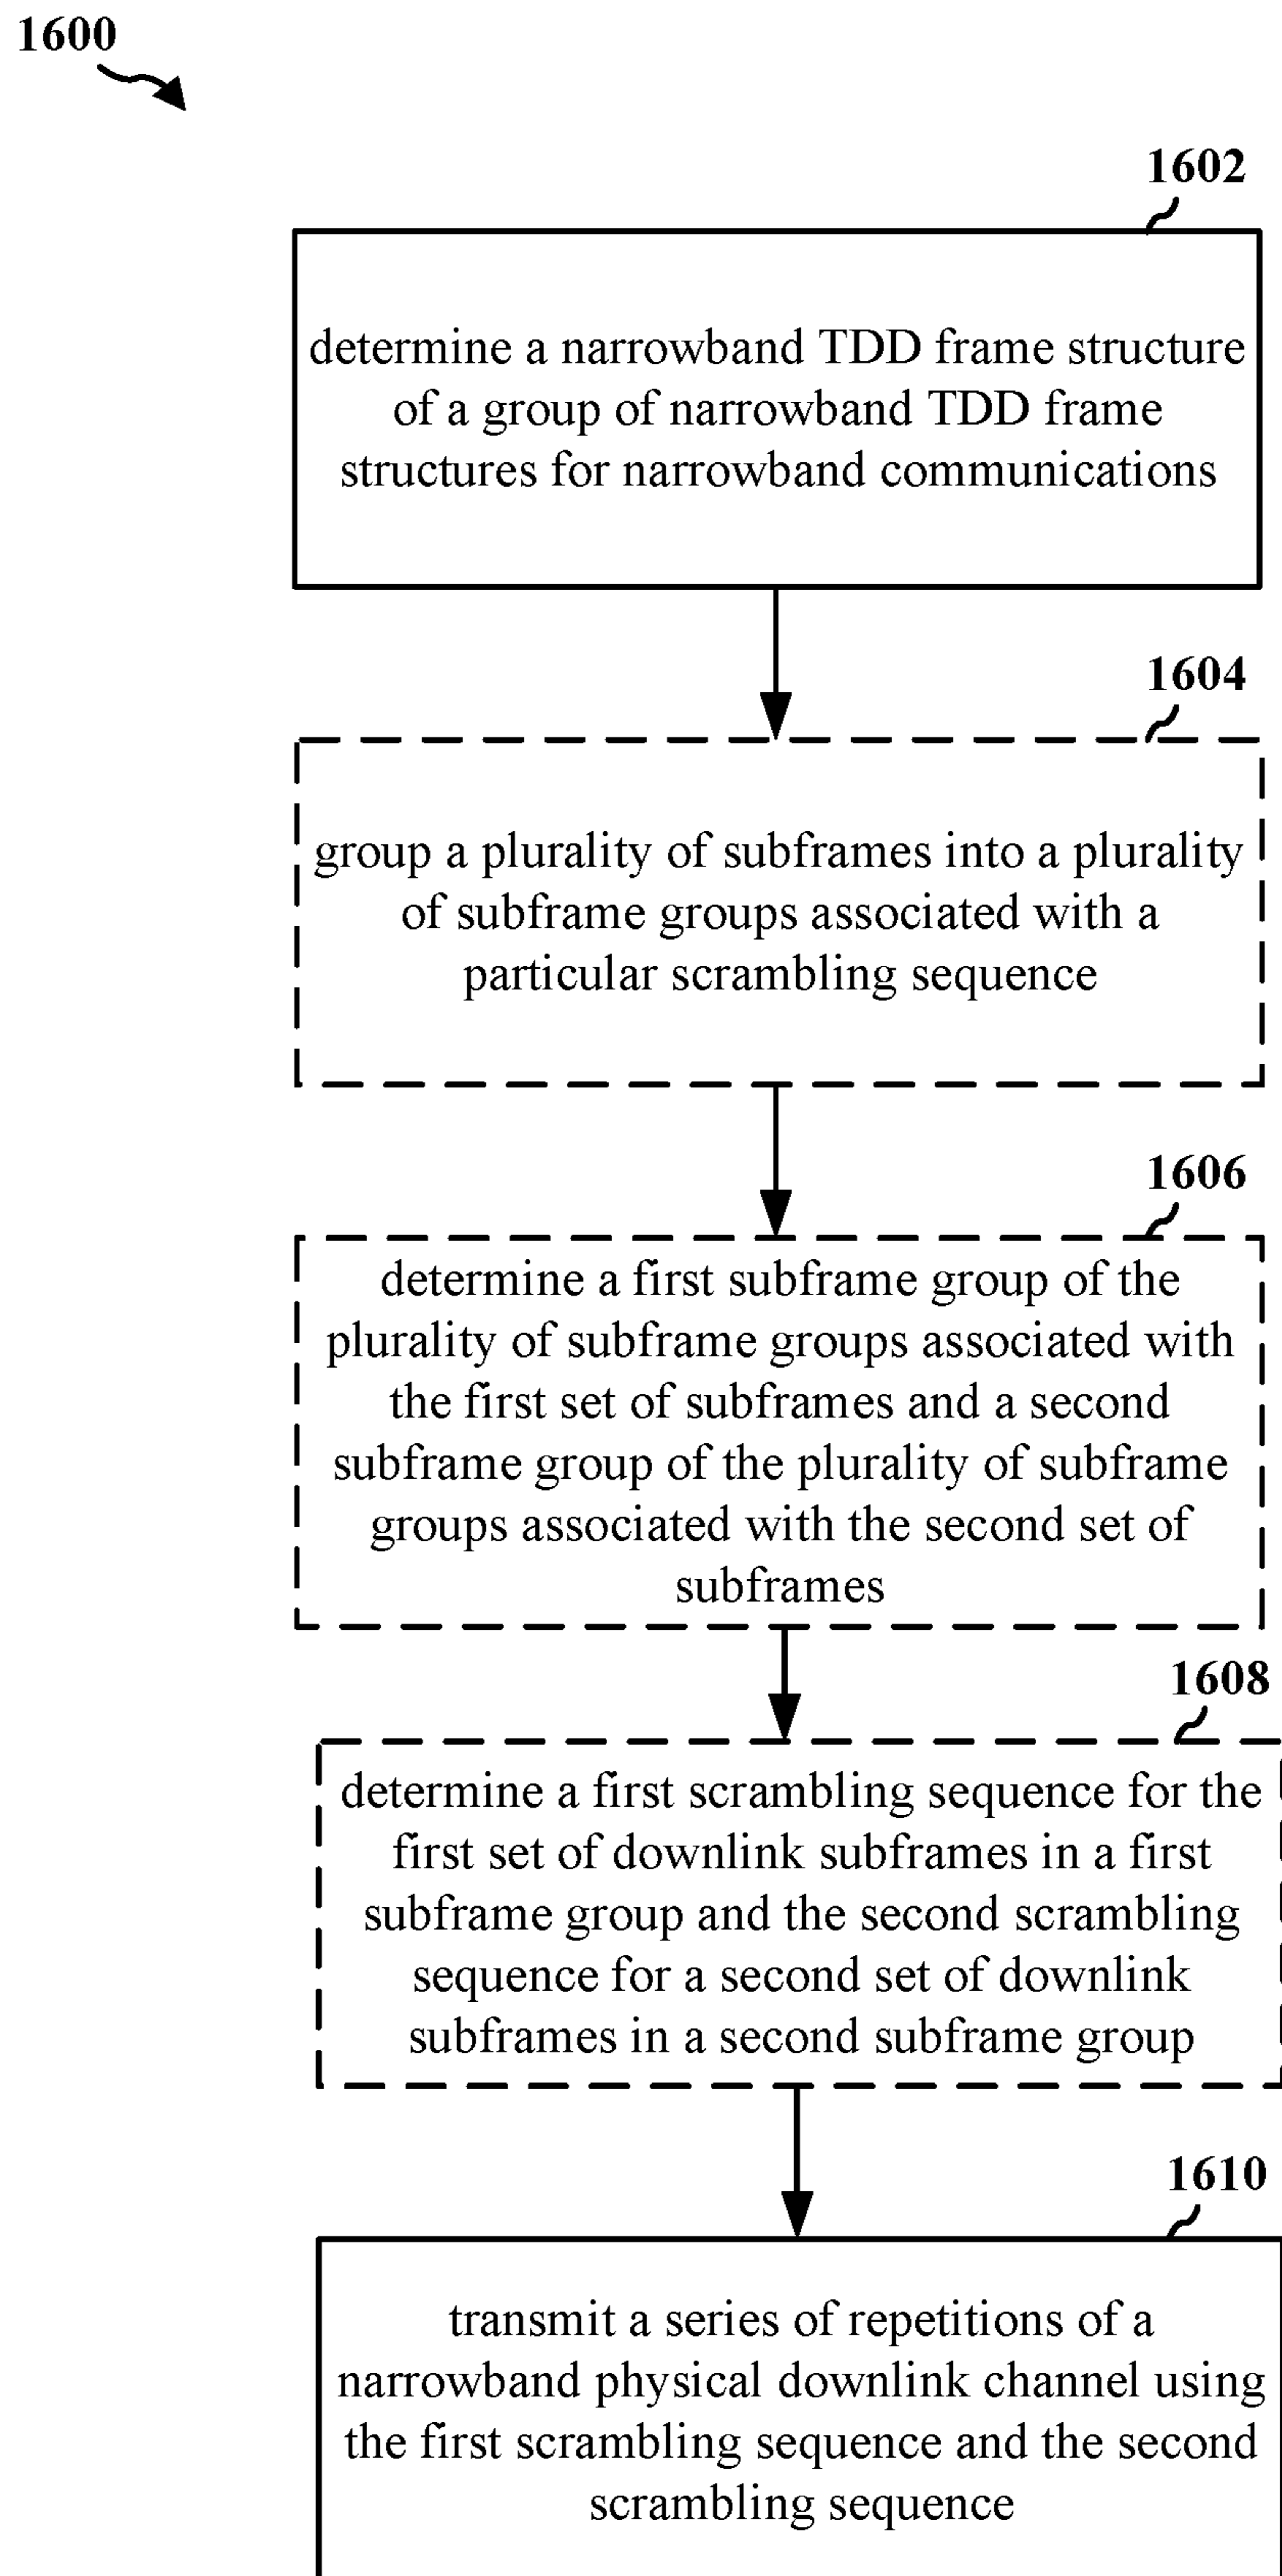 1600
1602
determine a narrowband TDD frame structure
of a group of narrowband TDD frame
structures for narrowband communications
1604
group a plurality of subframes into a plurality
of subframe groups associated with a
particular scrambling sequence
1606
determine a first subframe group of the
plurality of subframe groups associated with
the first set of subframes and a second
subframe group of the plurality of subframe
groups associated with the second set of
subframes
1608
determine a first scrambling sequence for the
first set of downlink subframes in a first
subframe group and the second scrambling
sequence for a second set of downlink
subframes in a second subframe group
1610
transmit a series of repetitions of a
narrowband physical downlink channel using
the first scrambling sequence and the second
scrambling sequence